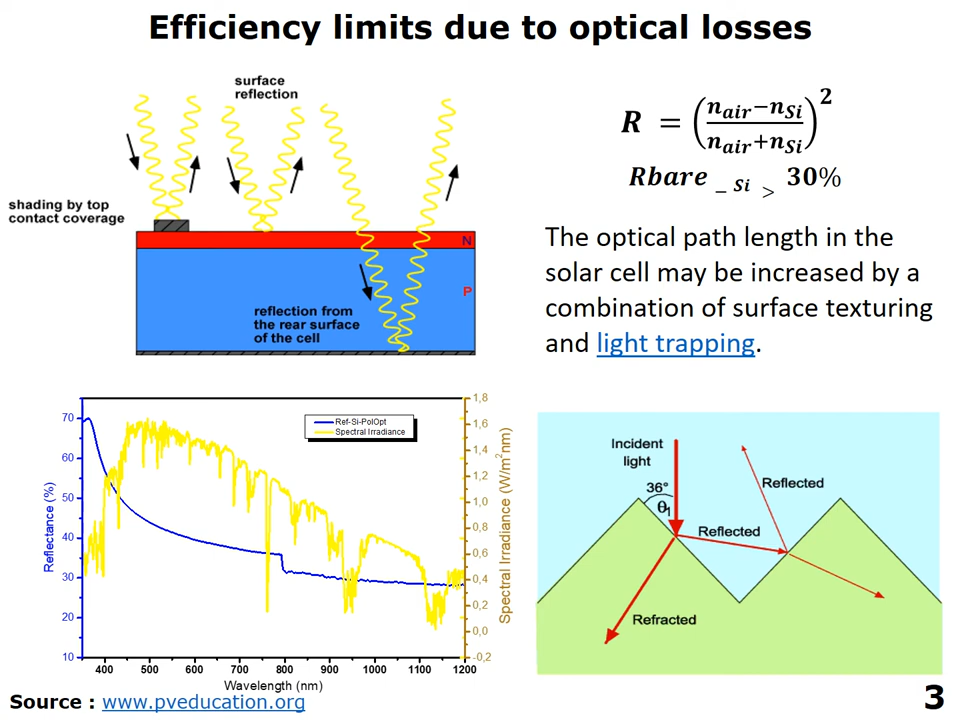 Efficiency limits due to optical losses
surface
reflection
shading by top
contact coverage
N
P
reflection from
the rear surface
of the cell
R = (n_air−n_Si / n_air+n_Si)^2
Rbare _ Si > 30%
The optical path length in the
solar cell may be increased by a
combination of surface texturing
and light trapping.
Ref-Si-PolOpt
Spectral Irradiance
Reflectance (%)
70
60
50
40
30
20
10
1,8
1,6
1,4
1,2
1,0
0,8
0,6
0,4
0,2
0,0
-0,2
Spectral Irradiance (W/m²nm)
400 500 600 700 800 900 1000 1100 1200
Wavelength (nm)
Incident
light
36°
θ1
Reflected
Reflected
Refracted
Source : www.pveducation.org
3